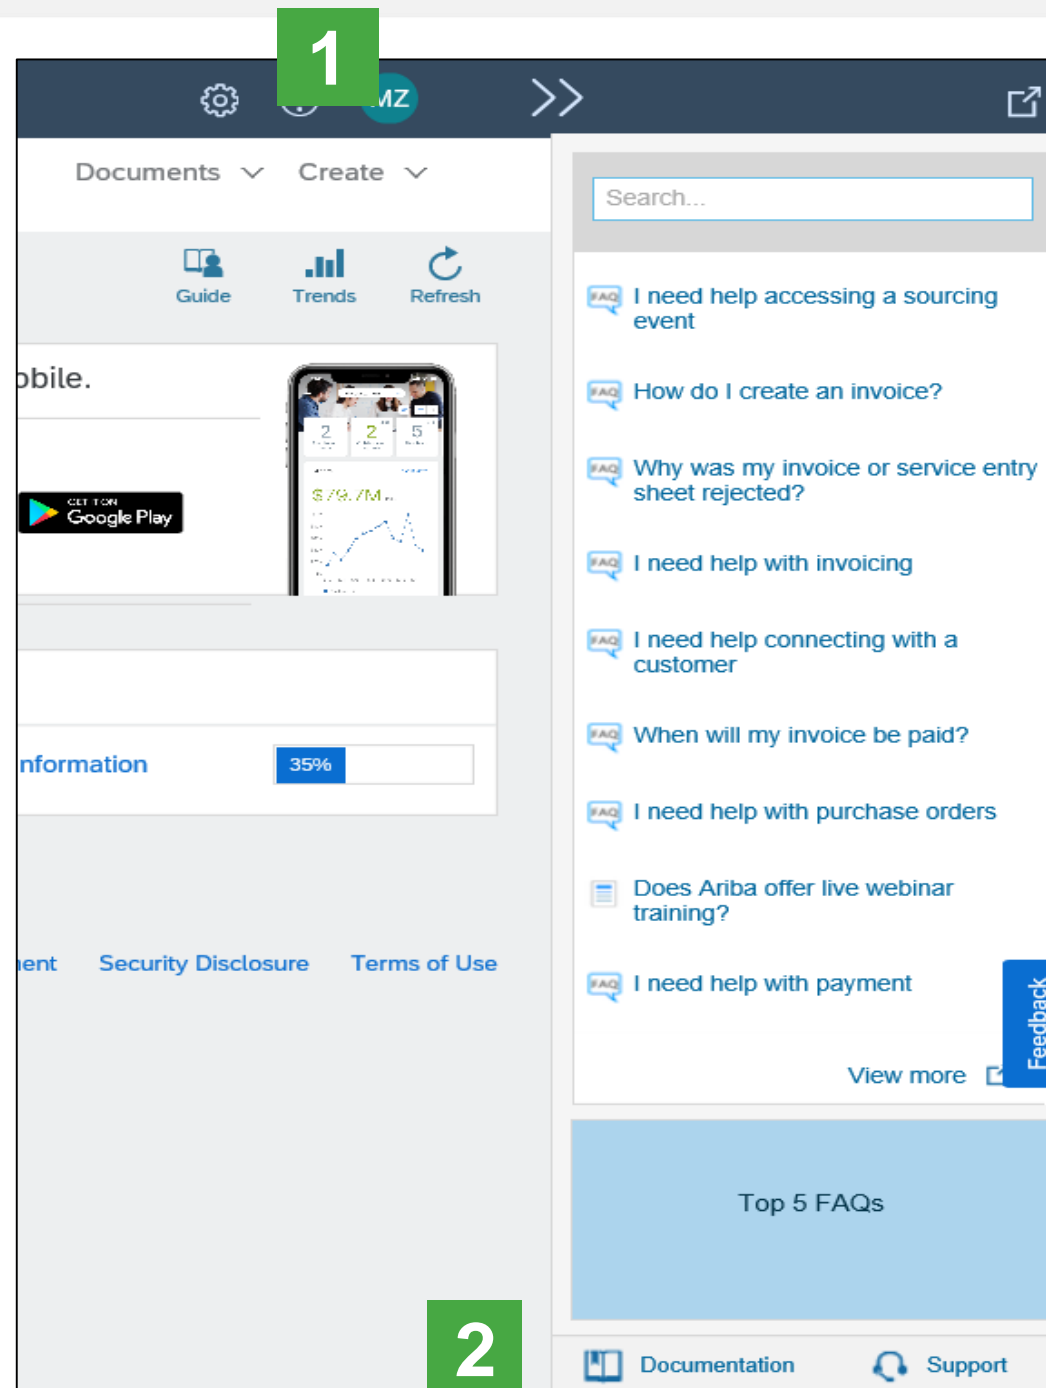 1
MZ
Documents
Create
Search...
Guide
Trends
Refresh
I need help accessing a sourcing
event
obile.
How do I create an invoice?
2 2 5
Why was my invoice or service entry
sheet rejected?
GET IT ON
Google Play
I need help with invoicing
I need help connecting with a
customer
When will my invoice be paid?
nformation
35%
I need help with purchase orders
Does Ariba offer live webinar
training?
ent
Security Disclosure
Terms of Use
I need help with payment
Feedback
View more
Top 5 FAQs
2
Documentation
Support